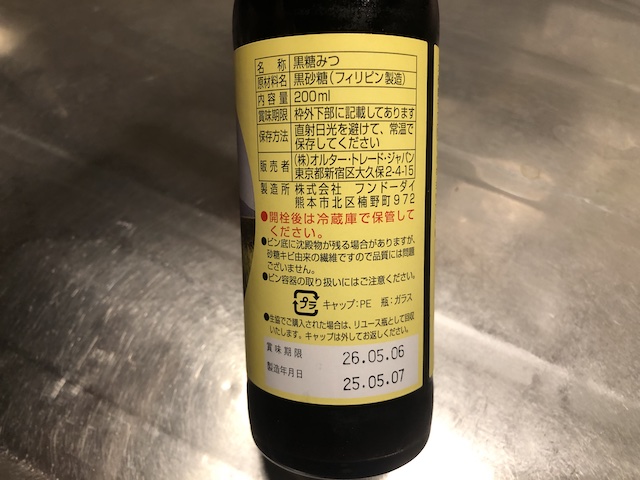 名称 黒糖みつ
原材料名 黒砂糖(フィリピン製造)
内容量 200ml
賞味期限 枠外下部に記載してあります
保存方法 直射日光を避けて、常温で
保存してください
販売者 (株)オルター・トレード・ジャパン
東京都新宿区大久保2-4-15
製造所 株式会社 フンドーダイ
熊本市北区楠野町972
●開栓後は冷蔵庫で保管して
ください。
●ビン底に沈殿物が残る場合がありますが、
砂糖キビ由来の繊維ですので品質には問題
ございません。
●ビン容器の取り扱いにはご注意ください。
プラ キャップ:PE 瓶:ガラス
●生協でご購入された場合は、リユース瓶として回収
いたします。キャップは外してお返しください。
賞味期限 26.05.06
製造年月日 25.05.07